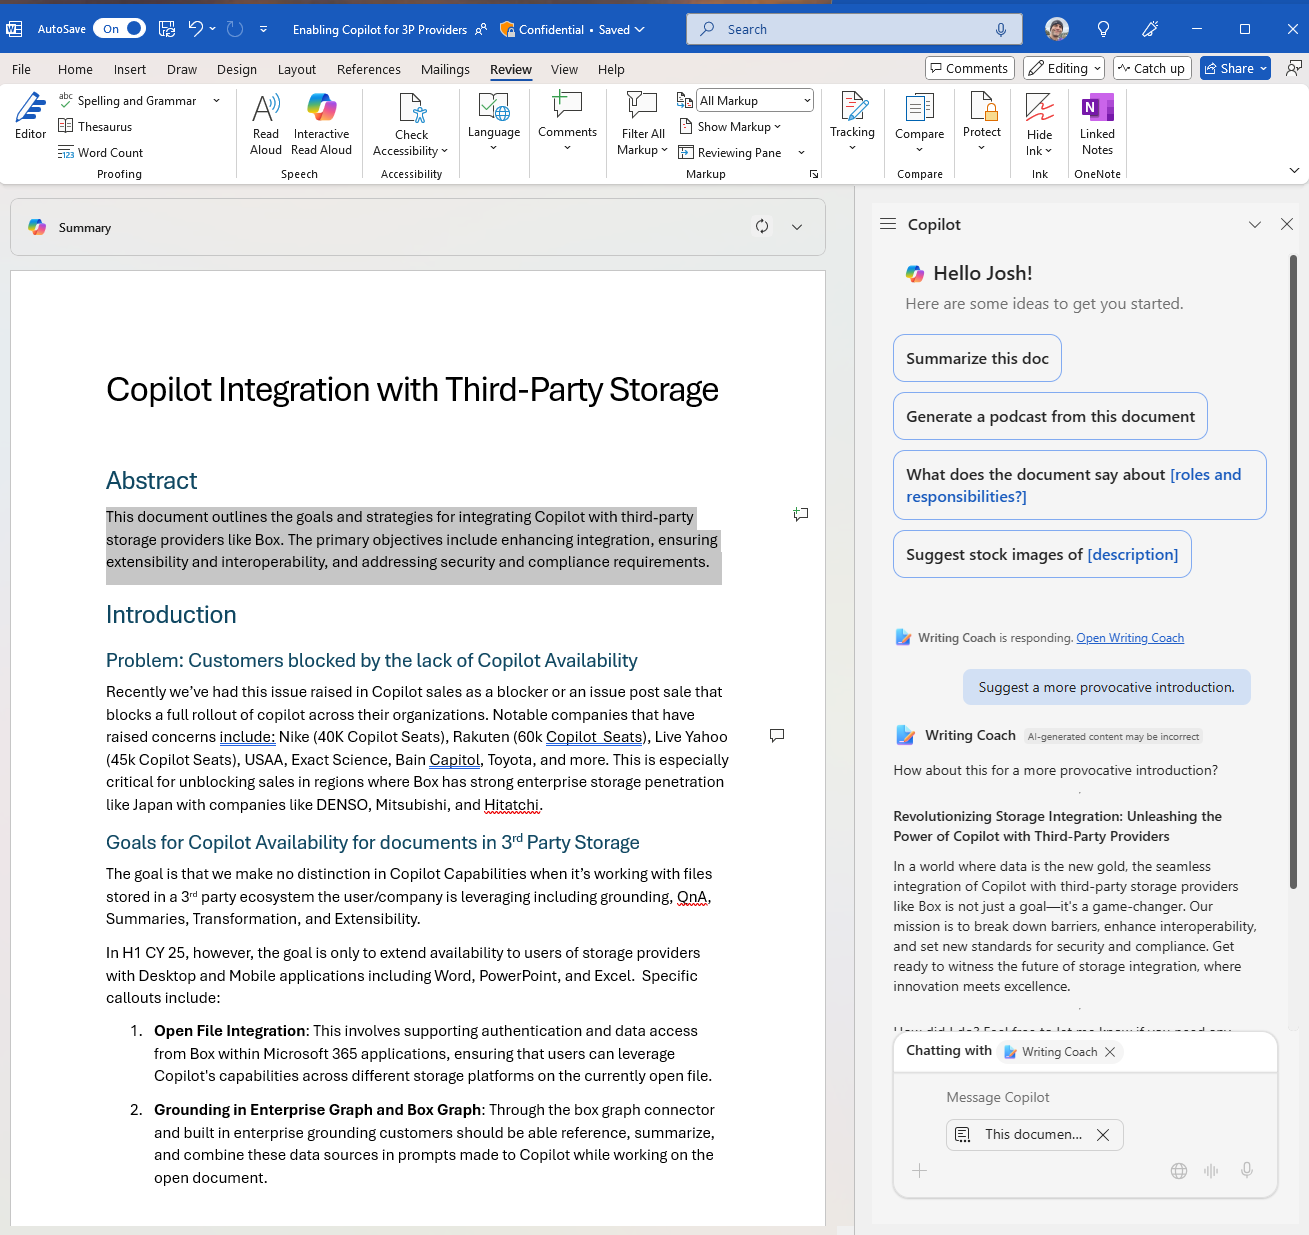 AutoSave On Enabling Copilot for 3P Providers Confidential • Saved Search
File Home Insert Draw Design Layout References Mailings Review View Help Comments Editing Catch up Share
Editor
abc Spelling and Grammar
Thesaurus
123 Word Count
Proofing
A Read Aloud
Interactive Read Aloud
Speech
Check Accessibility
Accessibility
Language
Comments
Filter All Markup
All Markup
Show Markup
Reviewing Pane
Markup
Tracking
Compare
Compare
Protect
Hide Ink
Ink
N
Linked Notes
OneNote
Summary
Copilot Integration with Third-Party Storage
Abstract
This document outlines the goals and strategies for integrating Copilot with third-party
storage providers like Box. The primary objectives include enhancing integration, ensuring
extensibility and interoperability, and addressing security and compliance requirements.
Introduction
Problem: Customers blocked by the lack of Copilot Availability
Recently we've had this issue raised in Copilot sales as a blocker or an issue post sale that
blocks a full rollout of copilot across their organizations. Notable companies that have
raised concerns include: Nike (40K Copilot Seats), Rakuten (60k Copilot Seats), Live Yahoo
(45k Copilot Seats), USAA, Exact Science, Bain Capitol, Toyota, and more. This is especially
critical for unblocking sales in regions where Box has strong enterprise storage penetration
like Japan with companies like DENSO, Mitsubishi, and Hitatchi.
Goals for Copilot Availability for documents in 3rd Party Storage
The goal is that we make no distinction in Copilot Capabilities when it's working with files
stored in a 3rd party ecosystem the user/company is leveraging including grounding, QnA,
Summaries, Transformation, and Extensibility.
In H1 CY 25, however, the goal is only to extend availability to users of storage providers
with Desktop and Mobile applications including Word, PowerPoint, and Excel. Specific
callouts include:
1. Open File Integration: This involves supporting authentication and data access
from Box within Microsoft 365 applications, ensuring that users can leverage
Copilot's capabilities across different storage platforms on the currently open file.
2. Grounding in Enterprise Graph and Box Graph: Through the box graph connector
and built in enterprise grounding customers should be able reference, summarize,
and combine these data sources in prompts made to Copilot while working on the
open document.
Copilot
Hello Josh!
Here are some ideas to get you started.
Summarize this doc
Generate a podcast from this document
What does the document say about [roles and
responsibilities?]
Suggest stock images of [description]
Writing Coach is responding. Open Writing Coach
Suggest a more provocative introduction.
Writing Coach AI-generated content may be incorrect
How about this for a more provocative introduction?
Revolutionizing Storage Integration: Unleashing the
Power of Copilot with Third-Party Providers
In a world where data is the new gold, the seamless
integration of Copilot with third-party storage providers
like Box is not just a goal—it's a game-changer. Our
mission is to break down barriers, enhance interoperability,
and set new standards for security and compliance. Get
ready to witness the future of storage integration, where
innovation meets excellence.
How did I do? Feel free to let me know if you need any
Chatting with Writing Coach
Message Copilot
This documen...